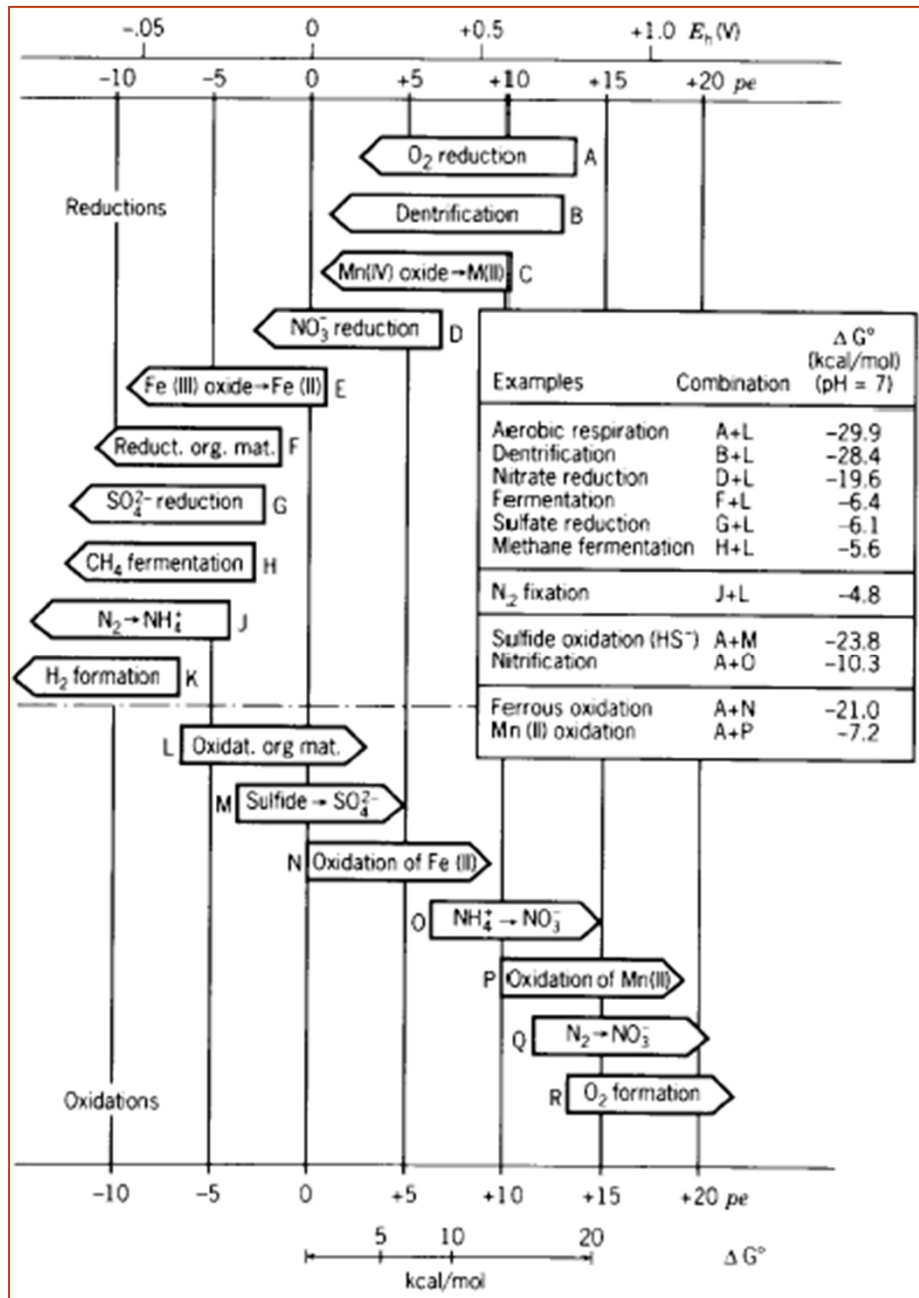 -.05 0 +0.5 +1.0 Eₕ(V)
-10 -5 0 +5 +10 +15 +20 pe
O₂ reduction A
Reductions
Dentrification B
Mn(IV) oxide→M(II) C
NO₃⁻ reduction D
Fe (III) oxide→Fe (II) E
Reduct. org. mat. F
SO₄²⁻ reduction G
CH₄ fermentation H
N₂→NH₄⁺ J
H₂ formation K
Δ G°
(kcal/mol)
Examples Combination (pH = 7)
Aerobic respiration A+L -29.9
Dentrification B+L -28.4
Nitrate reduction D+L -19.6
Fermentation F+L -6.4
Sulfate reduction G+L -6.1
Methane fermentation H+L -5.6
N₂ fixation J+L -4.8
Sulfide oxidation (HS⁻) A+M -23.8
Nitrification A+O -10.3
Ferrous oxidation A+N -21.0
Mn (II) oxidation A+P -7.2
L Oxidat. org mat.
M Sulfide→SO₄²⁻
N Oxidation of Fe (II)
O NH₄⁺→NO₃⁻
P Oxidation of Mn(II)
Q N₂→NO₃⁻
R O₂ formation
Oxidations
-10 -5 0 +5 +10 +15 +20 pe
5 10 20 Δ G°
kcal/mol